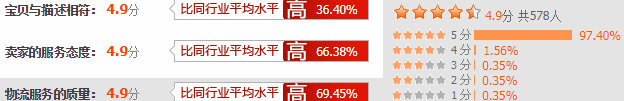 宝贝与描述相符：4.9分 比同行业平均水平 高 36.40%
卖家的服务态度：4.9分 比同行业平均水平 高 66.38%
物流服务的质量：4.9分 比同行业平均水平 高 69.45%
4.9分 共578人
5分 97.40%
4分 1.56%
3分 0.35%
2分 0.35%
1分 0.35%